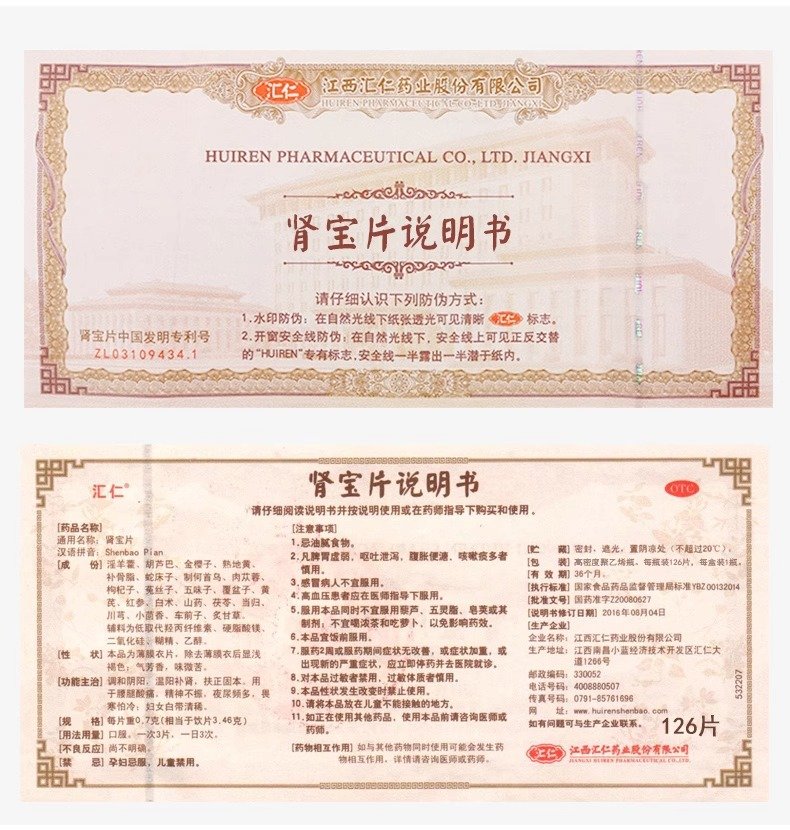 汇仁 江西汇仁药业股份有限公司
HUIREN PHARMACEUTICAL CO., LTD. JIANGXI
HUIREN PHARMACEUTICAL CO., LTD. JIANGXI
肾宝片说明书
请仔细认识下列防伪方式：
1.水印防伪：在自然光线下纸张透光可见清晰 汇仁 标志。
2.开窗安全线防伪：在自然光线下，安全线上可见正反交替
的“HUIREN”专有标志，安全线一半露出一半潜于纸内。
肾宝片中国发明专利号
ZL03109434.1
汇仁®
肾宝片说明书
OTC
请仔细阅读说明书并按说明使用或在药师指导下购买和使用。
[药品名称]
通用名称：肾宝片
汉语拼音：Shenbao Pian
[成 份] 淫羊藿、胡芦巴、金樱子、熟地黄、
补骨脂、蛇床子、制何首乌、肉苁蓉、
枸杞子、菟丝子、五味子、覆盆子、黄
芪、红参、白术、山药、茯苓、当归、
川芎、小茴香、车前子、炙甘草。
辅料为低取代羟丙纤维素、硬脂酸镁、
二氧化硅、糊精、乙醇。
[性 状] 本品为薄膜衣片，除去薄膜衣后显浅
褐色；气芳香，味微苦。
[功能主治] 调和阴阳，温阳补肾，扶正固本。用
于腰腿酸痛，精神不振，夜尿频多，畏
寒怕冷；妇女白带清稀。
[规 格] 每片重0.7克(相当于饮片3.46克)
[用法用量] 口服。一次3片，一日3次。
[不良反应] 尚不明确。
[禁 忌] 孕妇忌服，儿童禁用。
[注意事项]
1.忌油腻食物。
2.凡脾胃虚弱，呕吐泄泻，腹胀便溏、咳嗽痰多者
慎用。
3.感冒病人不宜服用。
4.高血压患者应在医师指导下服用。
5.服用本品同时不宜服用藜芦、五灵脂、皂荚或其
制剂；不宜喝浓茶和吃萝卜，以免影响药效。
6.本品宜饭前服用。
7.服药2周或服药期间症状无改善，或症状加重，或
出现新的严重症状，应立即停药并去医院就诊。
8.对本品过敏者禁用，过敏体质者慎用。
9.本品性状发生改变时禁止使用。
10.请将本品放在儿童不能接触的地方。
11.如正在使用其他药品，使用本品前请咨询医师或
药师。
[药物相互作用] 如与其他药物同时使用可能会发生药
物相互作用，详情请咨询医师或药师。
[贮 藏] 密封，遮光，置阴凉处（不超过20℃）。
[包 装] 高密度聚乙烯瓶，每瓶装126片，每盒装1瓶。
[有 效 期] 36个月。
[执行标准] 国家食品药品监督管理局标准YBZ00132014
[批准文号] 国药准字Z20080627
[说明书修订日期] 2016年08月04日
[生产企业]
企业名称：江西汇仁药业股份有限公司
生产地址：江西南昌小蓝经济技术开发区汇仁大
道1266号
邮政编码：330052
电话号码：4008880507
传真号码：0791-85761696
网 址：www.huirenshenbao.com
如有问题可与生产企业联系。
126片
532207
汇仁 江西汇仁药业股份有限公司
JIANGXI HUIREN PHARMACEUTICAL CO., LTD.